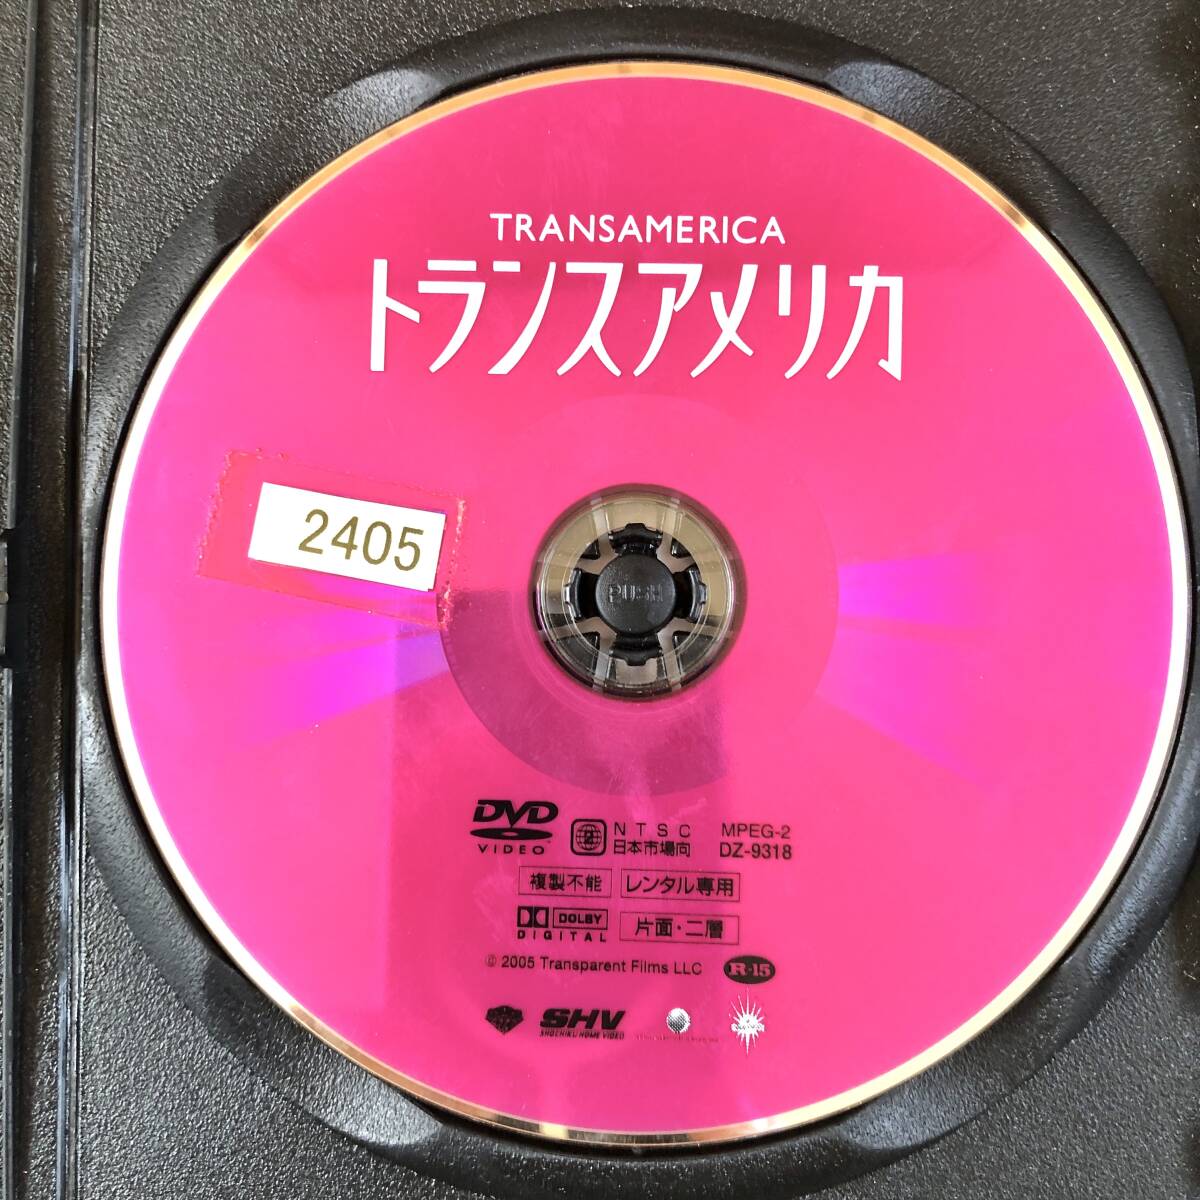 TRANSAMERICA
トランスアメリカ
2405
PUSH
DVD
VIDEO
2
NTSC
日本市場向
MPEG-2
DZ-9318
複製不能
レンタル専用
DOLBY
DIGITAL
片面・二層
© 2005 Transparent Films LLC
R-15
SHV
SHOCHIKU HOME VIDEO